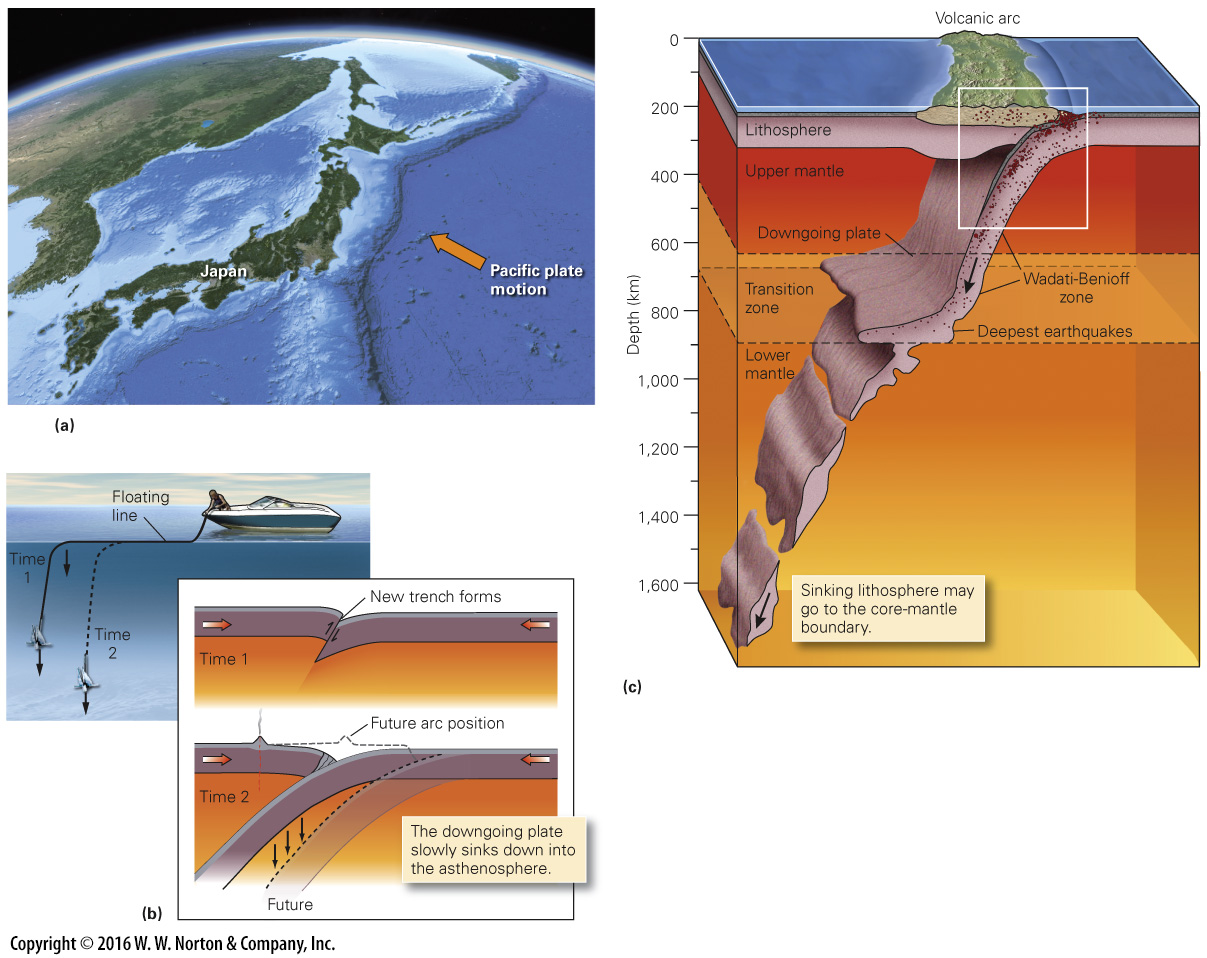 Japan
Pacific plate
motion
(a)
Floating
line
Time
1
Time
2
New trench forms
Time 1
Future arc position
Time 2
The downgoing plate
slowly sinks down into
the asthenosphere.
Future
(b)
Volcanic arc
0
200
400
600
800
1,000
1,200
1,400
1,600
Depth (km)
Lithosphere
Upper mantle
Downgoing plate
Transition
zone
Wadati-Benioff
zone
Deepest earthquakes
Lower
mantle
Sinking lithosphere may
go to the core-mantle
boundary.
(c)
Copyright © 2016 W. W. Norton & Company, Inc.